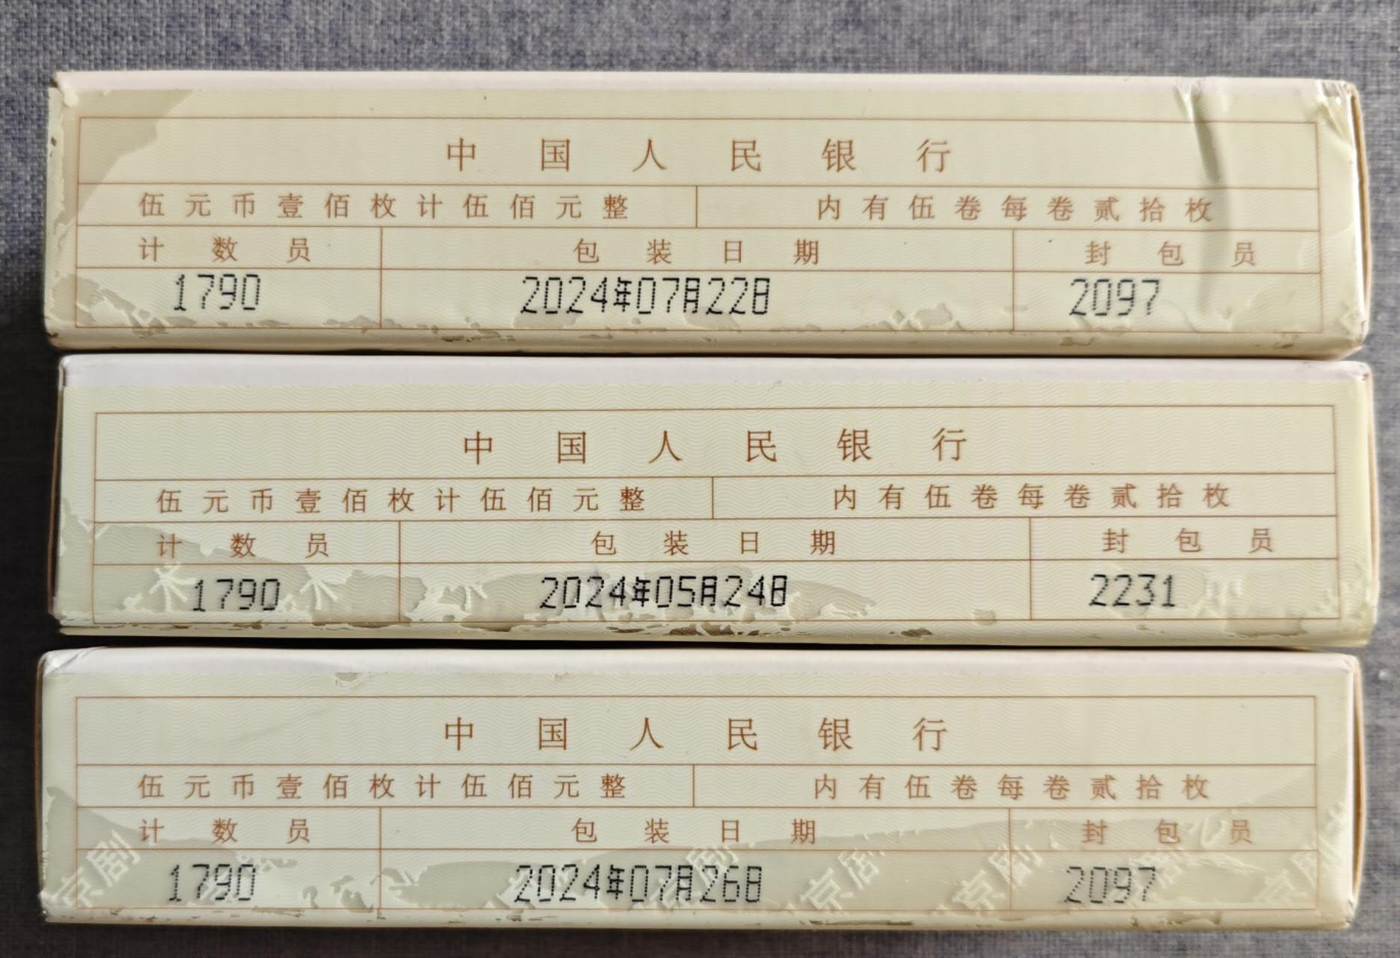 中国人民银行
伍元币壹佰枚计伍佰元整 内有伍卷每卷贰拾枚
计数员 包装日期 封包员
1790 2024年07月22日 2097
中国人民银行
伍元币壹佰枚计伍佰元整 内有伍卷每卷贰拾枚
计数员 包装日期 封包员
1790 2024年05月24日 2231
中国人民银行
伍元币壹佰枚计伍佰元整 内有伍卷每卷贰拾枚
计数员 包装日期 封包员
1790 2024年07月26日 2097
京剧
京剧
京剧